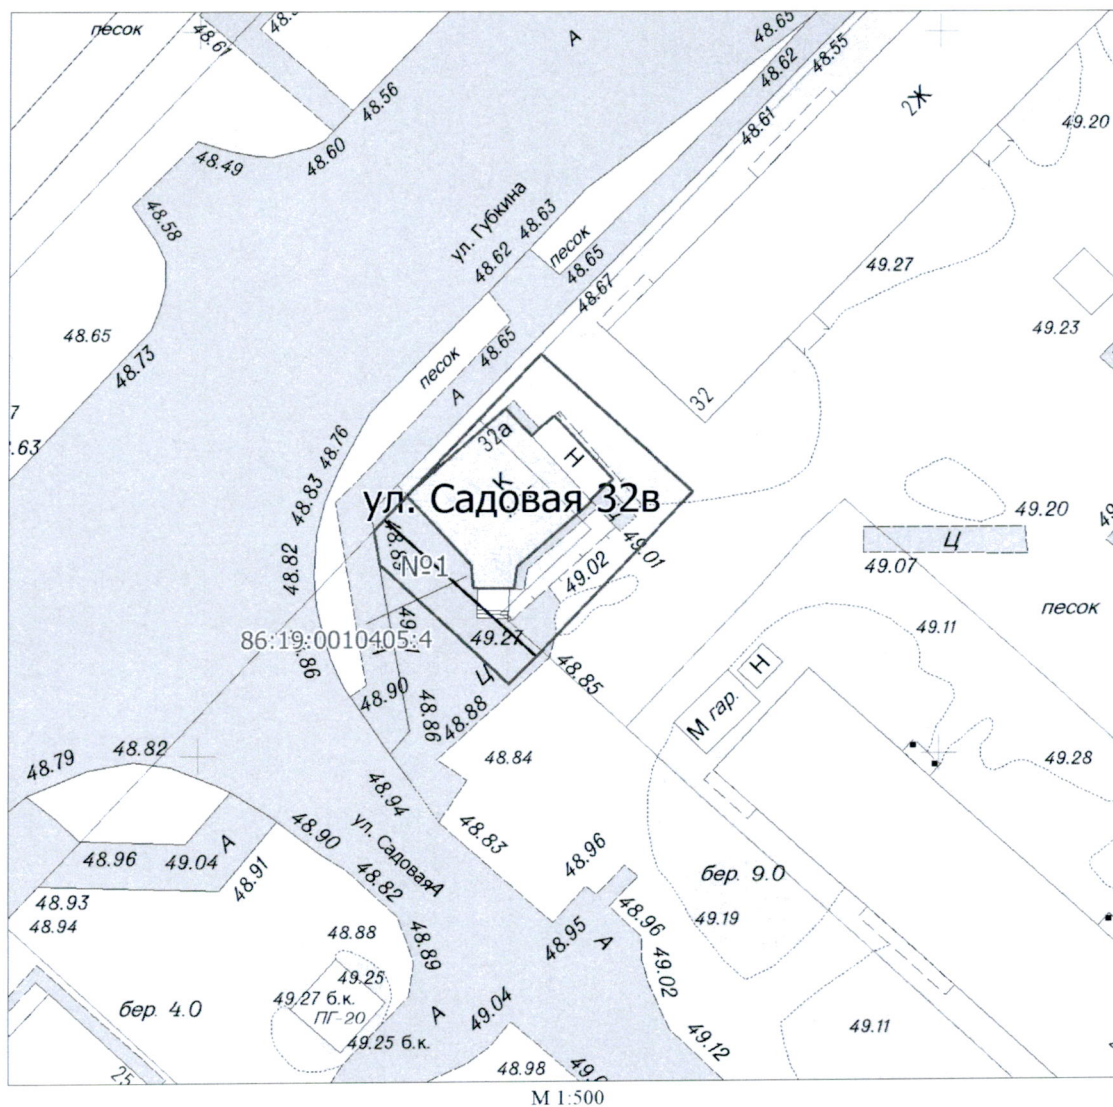 песок
48.61
А
48.65
48.62
48.55
48.56
2Ж
48.61
49.20
48.49
48.60
48.58
ул. Губкина
48.63
48.62
песок
48.65
48.67
49.27
48.65
48.73
49.23
песок
48.65
А
32
48.76
32а
Н
К
48.83
ул. Садовая 32в
49.20
Ц
49.07
49.01
49.02
48.82
№1
песок
86:19:0010405:4
49.27
49.11
Ц
48.85
Н
48.90
48.86
48.88
М гар.
48.79
48.82
48.84
49.28
48.94
48.90
ул. Садовая
А
48.83
48.96
А
48.96
49.04
48.91
48.82
бер. 9.0
48.93
48.94
48.88
48.89
48.95
А
48.96
49.19
49.25
49.27 б.к.
ПГ-20
49.25 б.к.
бер. 4.0
А
49.04
49.02
49.12
49.11
48.98
25
М 1:500